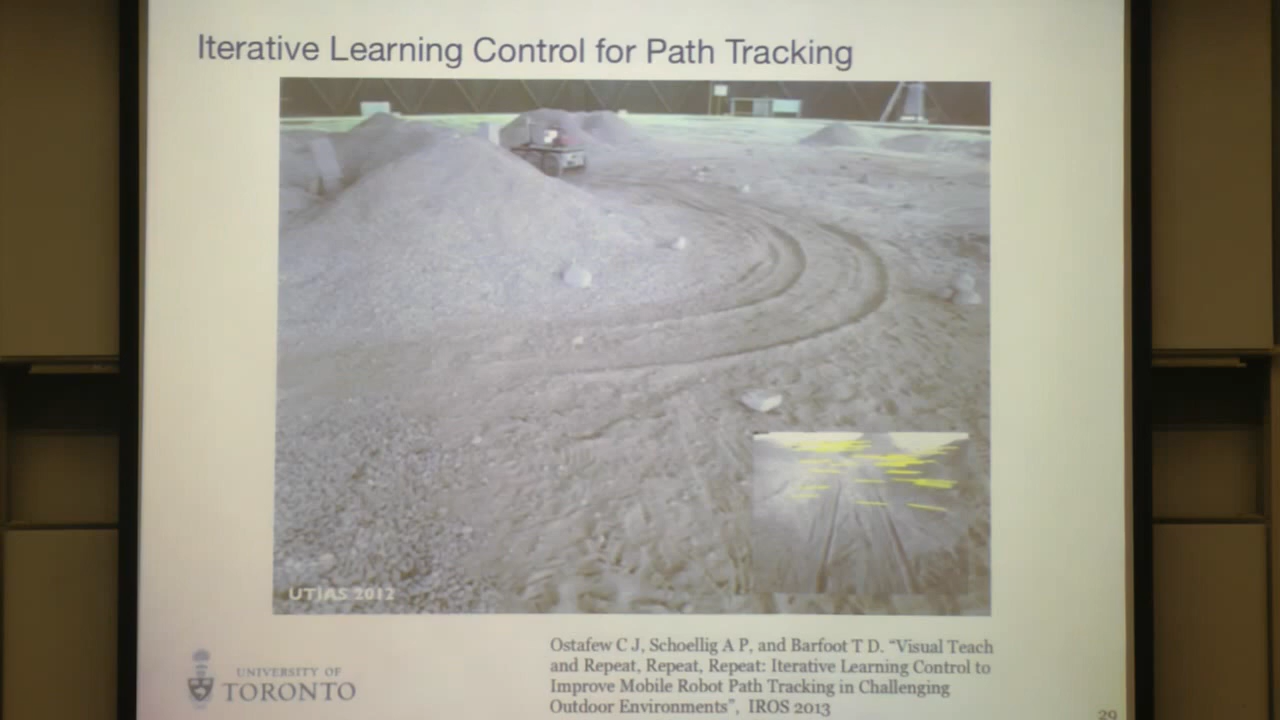 Iterative Learning Control for Path Tracking
UTIAS 2012
UNIVERSITY OF
TORONTO
Ostafew C J, Schoellig A P, and Barfoot T D. “Visual Teach
and Repeat, Repeat, Repeat: Iterative Learning Control to
Improve Mobile Robot Path Tracking in Challenging
Outdoor Environments”, IROS 2013
29